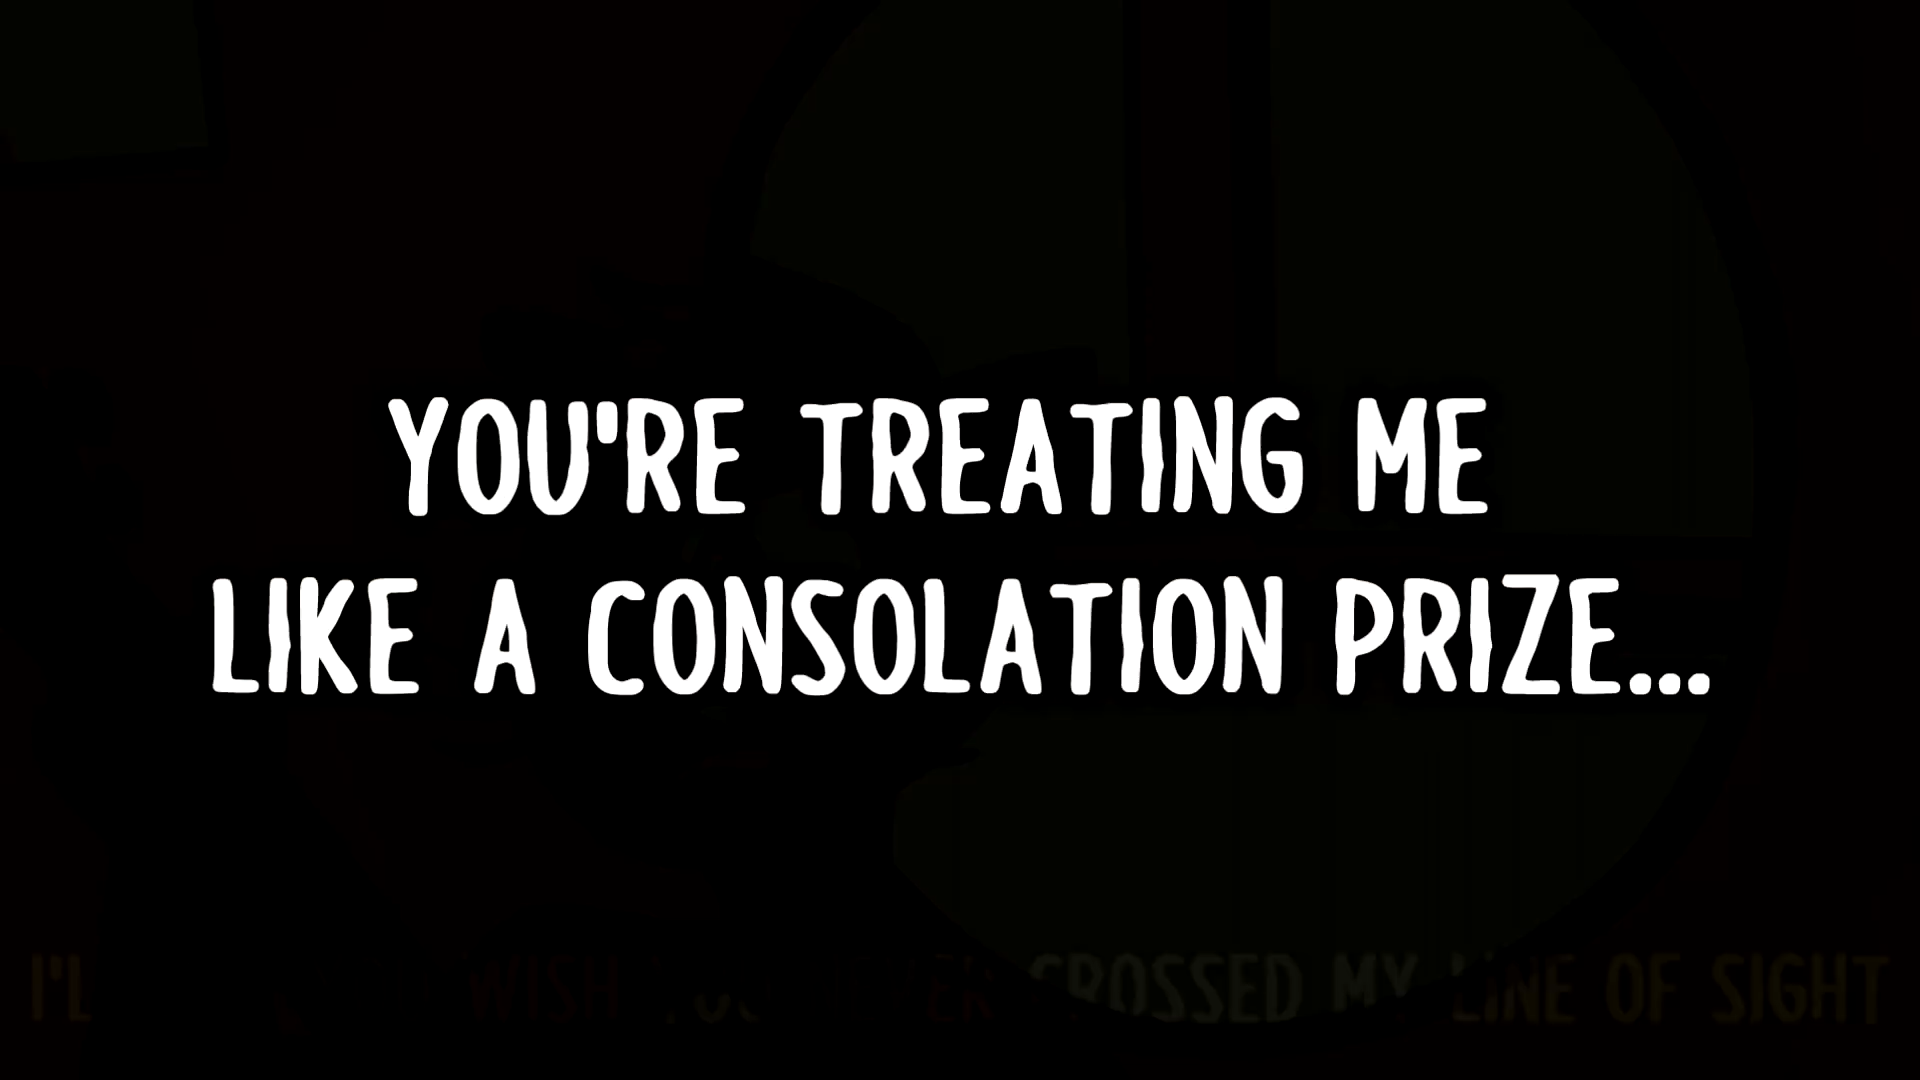 YOU'RE TREATING ME
LIKE A CONSOLATION PRIZE...
WISH CROSSED MY LINE OF SIGHT